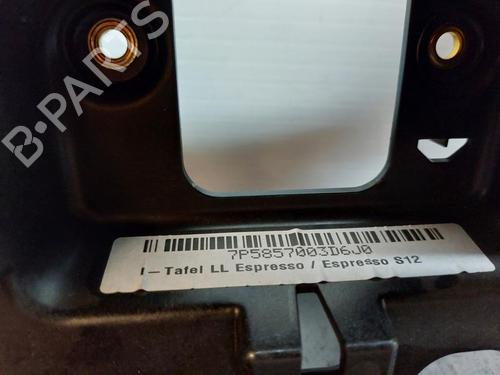 B-PARTS
7P5857003D6J0
I-Tafel LL Espresso / Espresso S12